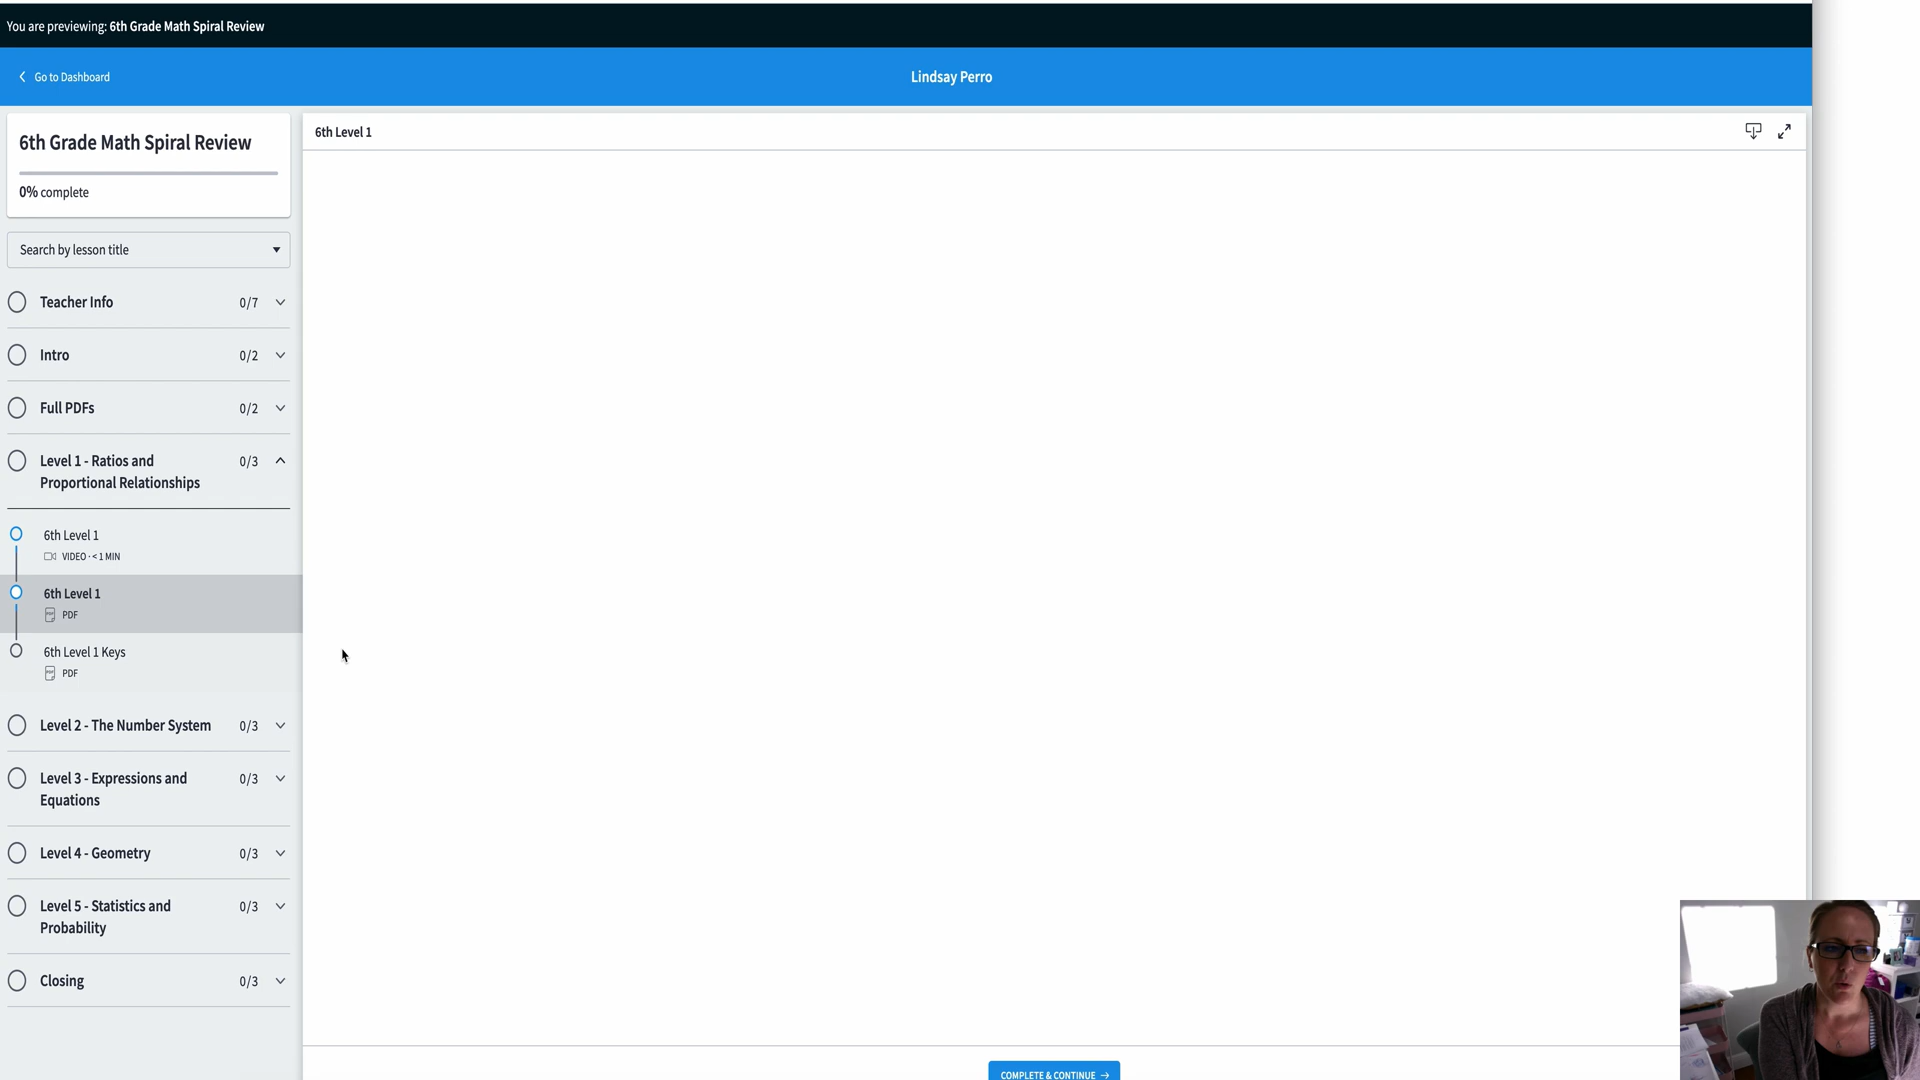 You are previewing: 6th Grade Math Spiral Review
Go to Dashboard
Lindsay Perro
6th Grade Math Spiral Review
0% complete
Search by lesson title
Teacher Info 0/7
Intro 0/2
Full PDFs 0/2
Level 1 - Ratios and 0/3
Proportional Relationships
6th Level 1
VIDEO · < 1 MIN
6th Level 1
PDF
6th Level 1 Keys
PDF
Level 2 - The Number System 0/3
Level 3 - Expressions and 0/3
Equations
Level 4 - Geometry 0/3
Level 5 - Statistics and 0/3
Probability
Closing 0/3
6th Level 1
COMPLETE & CONTINUE →